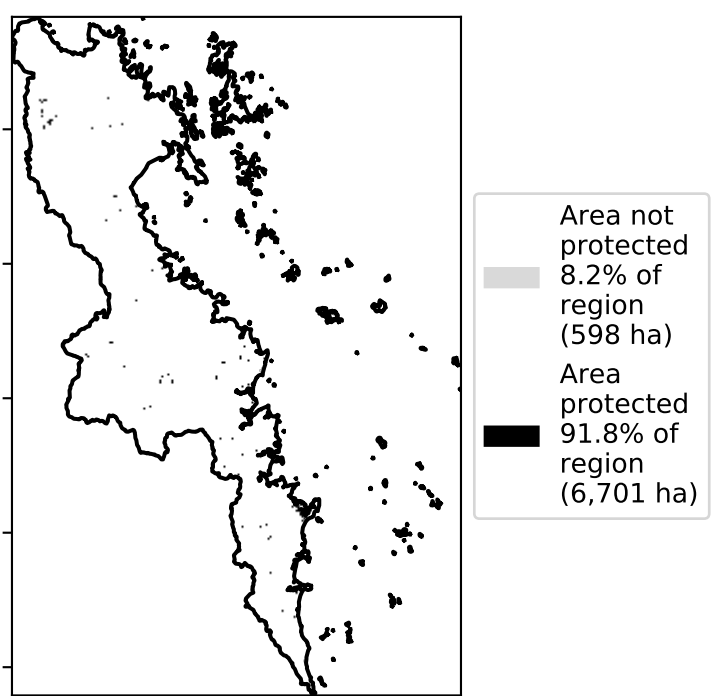 Area not
protected
8.2% of
region
(598 ha)
Area
protected
91.8% of
region
(6,701 ha)